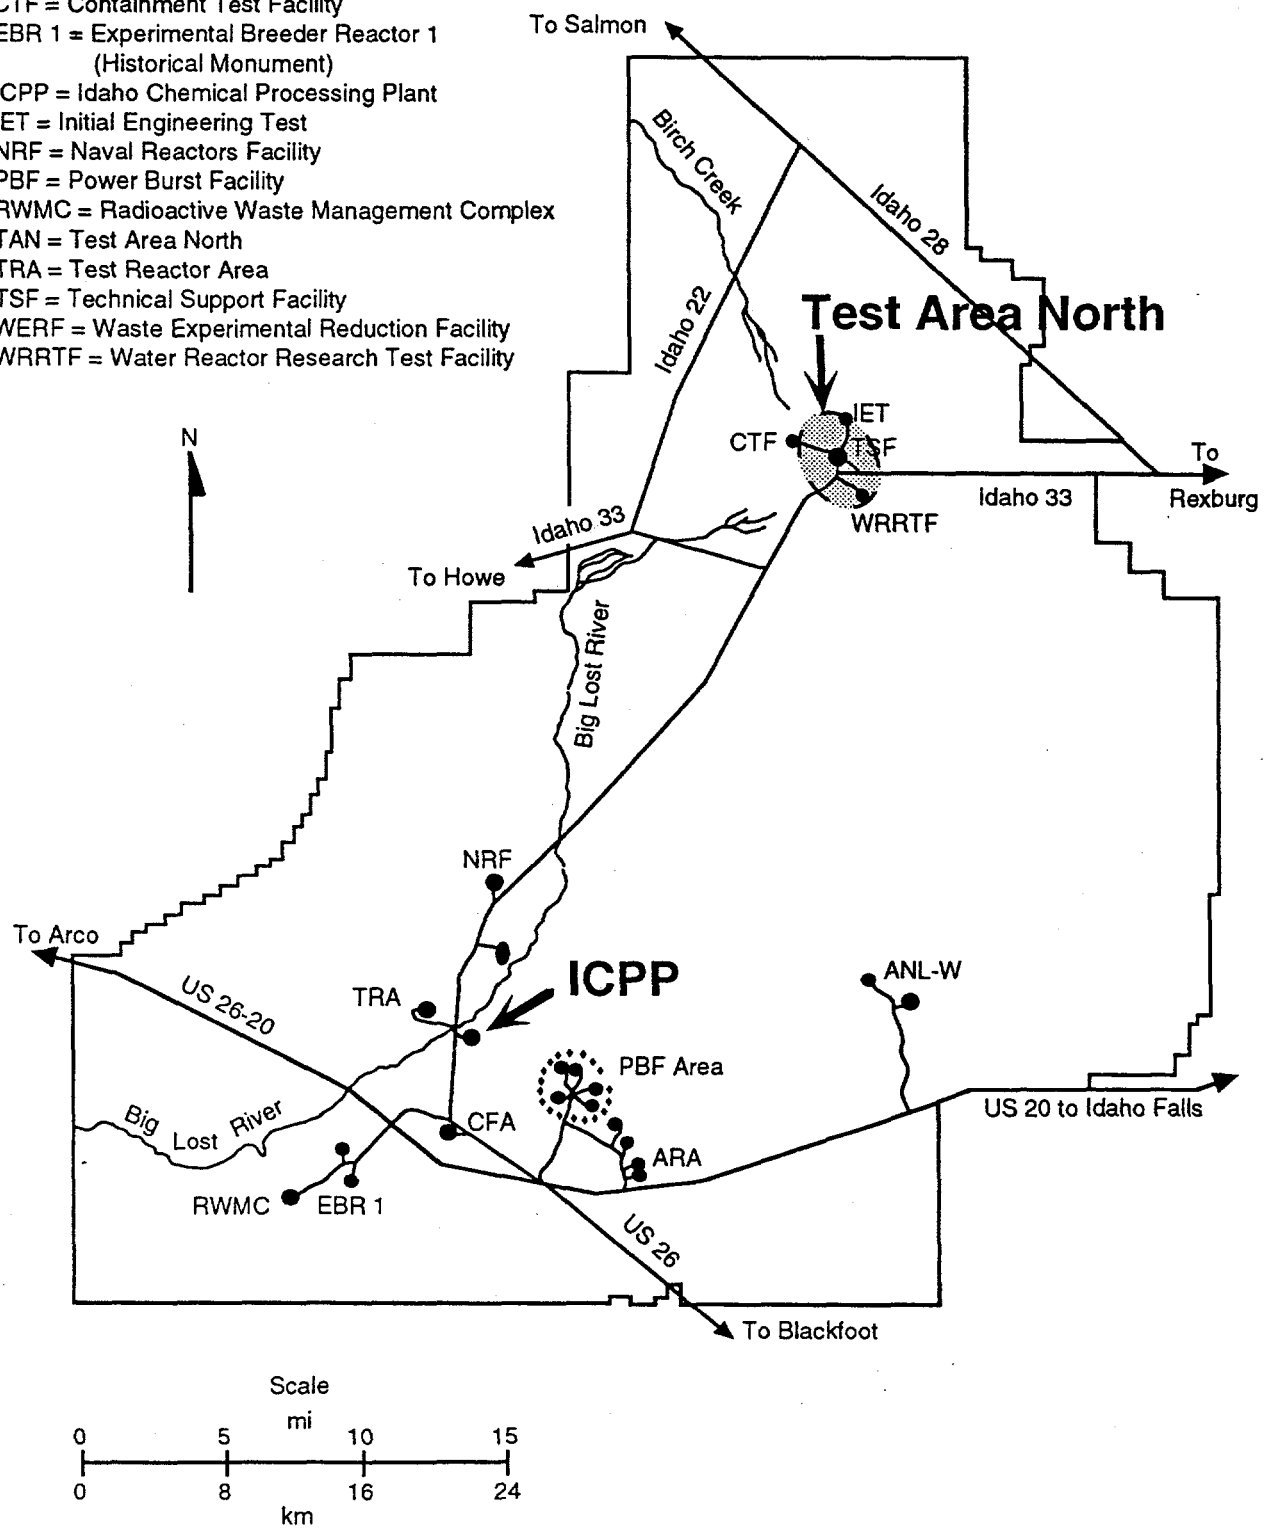 CTF = Containment Test Facility
EBR 1 = Experimental Breeder Reactor 1
(Historical Monument)
CPP = Idaho Chemical Processing Plant
ET = Initial Engineering Test
NRF = Naval Reactors Facility
PBF = Power Burst Facility
RWMC = Radioactive Waste Management Complex
TAN = Test Area North
TRA = Test Reactor Area
TSF = Technical Support Facility
WERF = Waste Experimental Reduction Facility
WRRTF = Water Reactor Research Test Facility
To Salmon
Birch Creek
Idaho 28
Idaho 22
Test Area North
IET
CTF
TSF
WRRTF
To
Rexburg
Idaho 33
N
Idaho 33
To Howe
Big Lost River
NRF
To Arco
US 26-20
TRA
ICPP
ANL-W
PBF Area
US 20 to Idaho Falls
Big Lost River
CFA
ARA
RWMC
EBR 1
US 26
To Blackfoot
Scale
mi
0 5 10 15
0 8 16 24
km